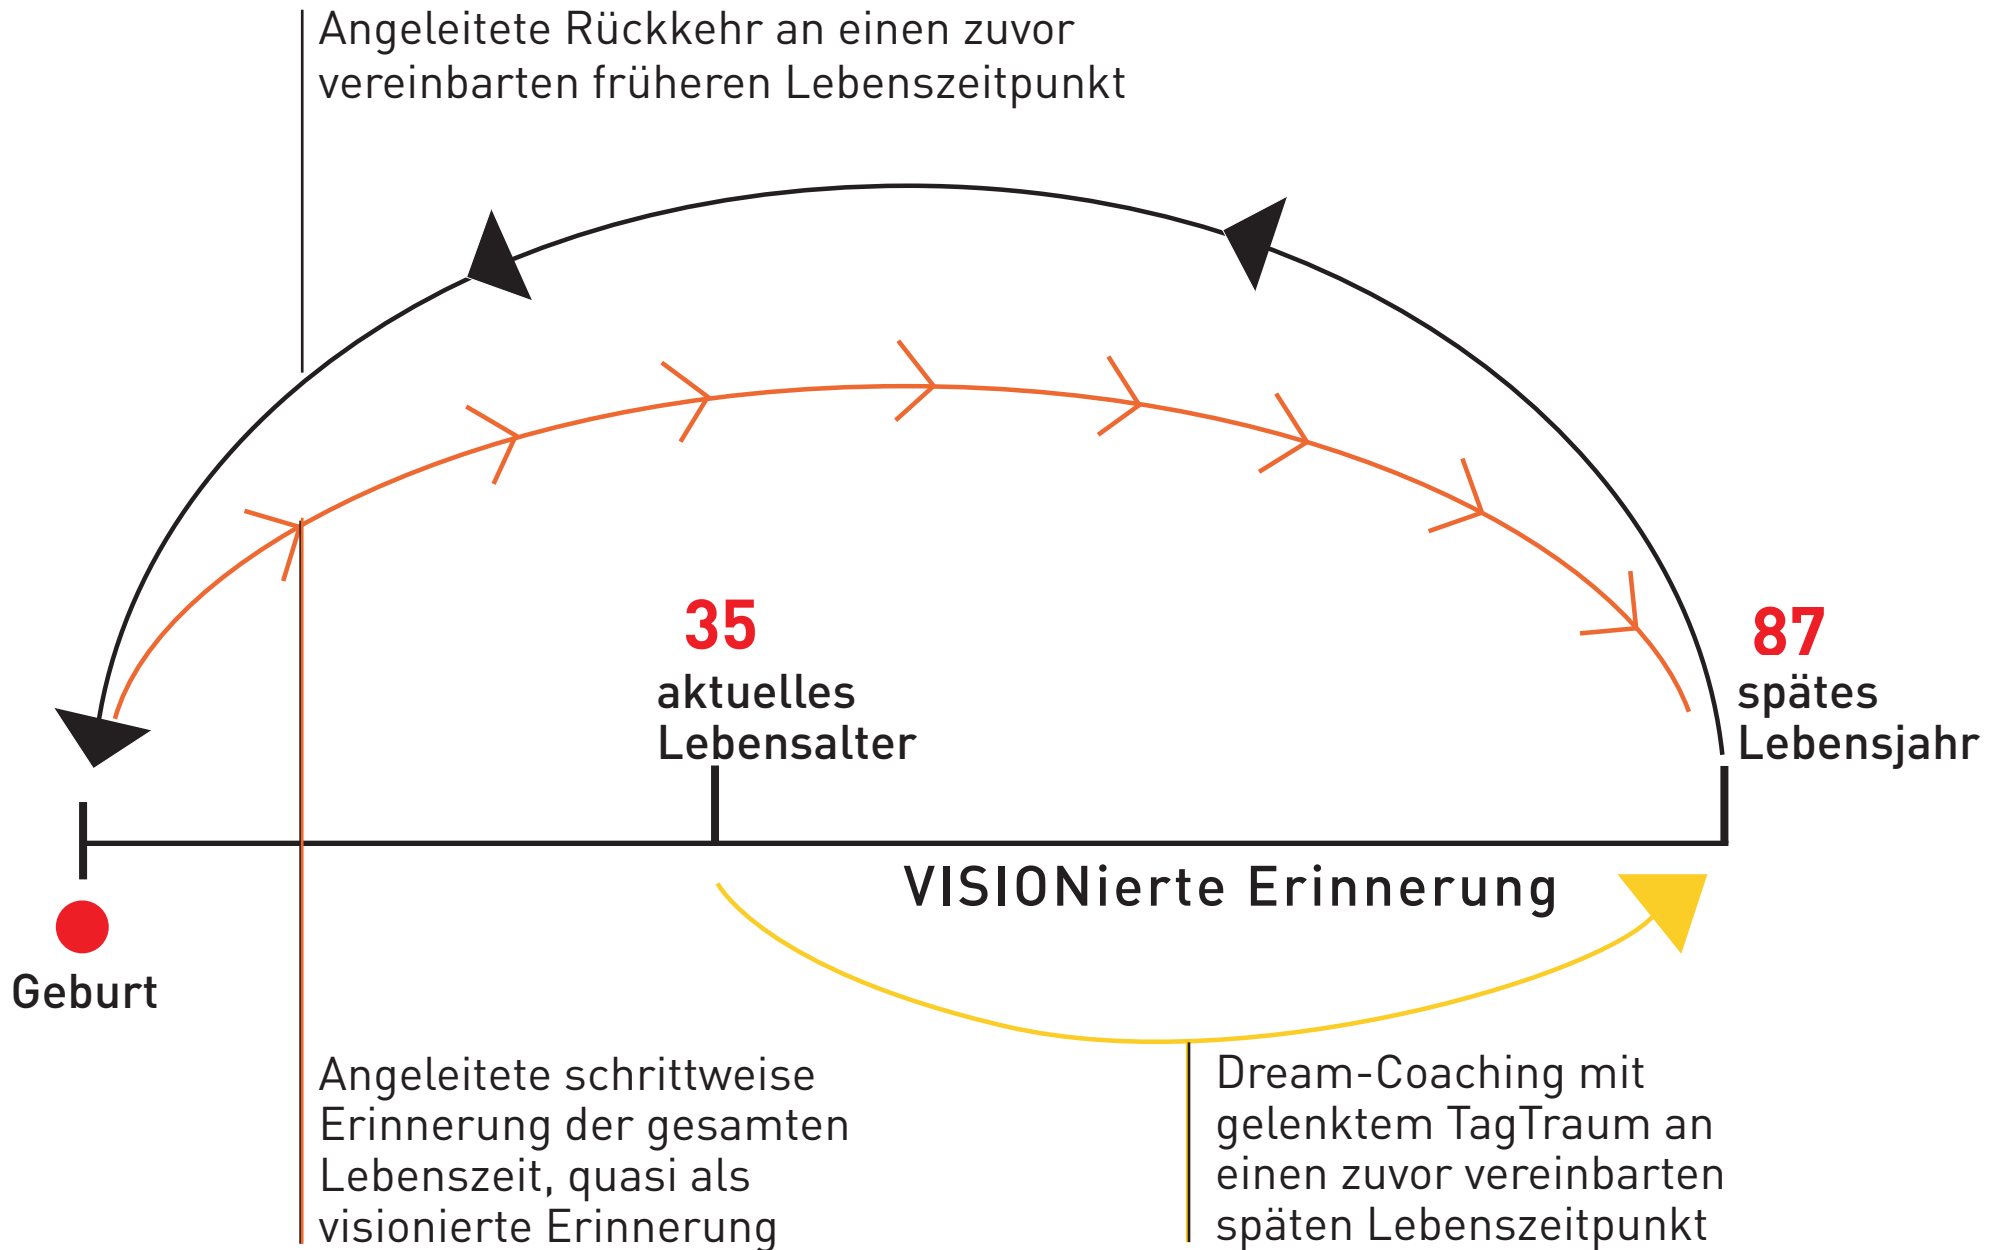 Angeleitete Rückkehr an einen zuvor
vereinbarten früheren Lebenszeitpunkt
35
aktuelles
Lebensalter
87
spätes
Lebensjahr
VISIONierte Erinnerung
Geburt
Angeleitete schrittweise
Erinnerung der gesamten
Lebenszeit, quasi als
visionierte Erinnerung
Dream-Coaching mit
gelenktem TagTraum an
einen zuvor vereinbarten
späten Lebenszeitpunkt